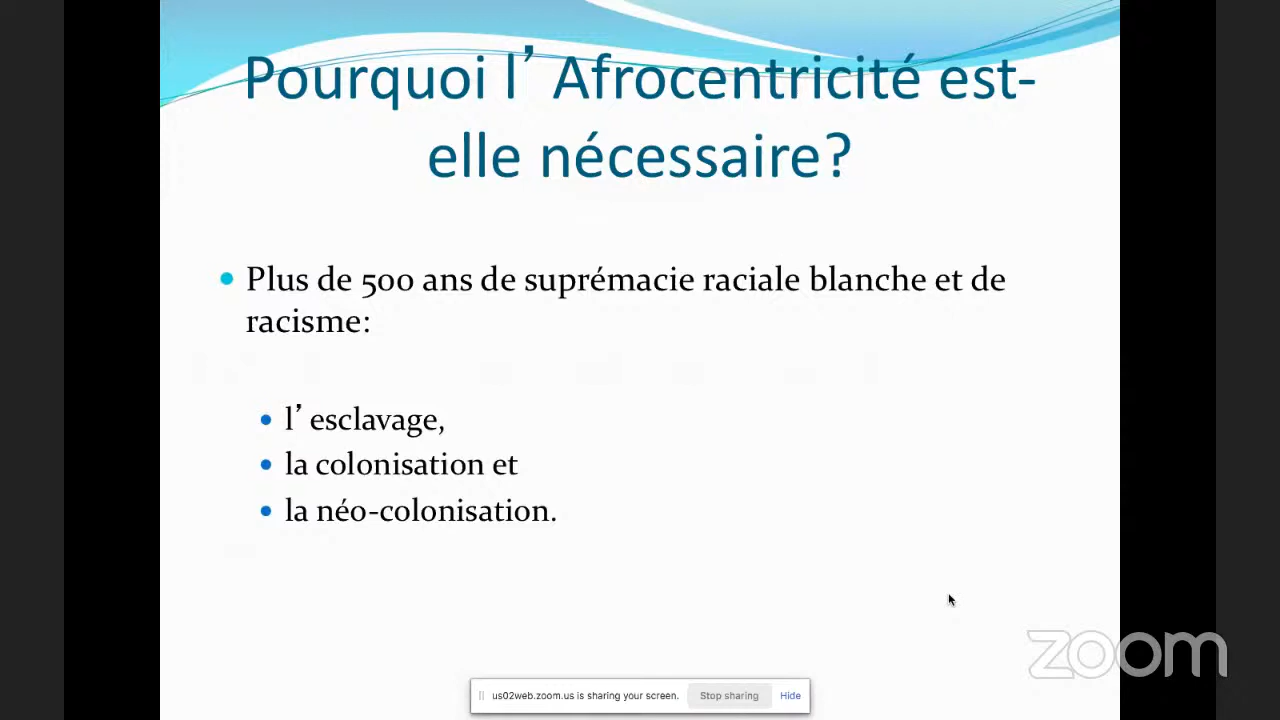 Pourquoi l’ Afrocentricité est-
elle nécessaire?
• Plus de 500 ans de suprémacie raciale blanche et de
racisme:
• l’ esclavage,
• la colonisation et
• la néo-colonisation.
zoom
us02web.zoom.us is sharing your screen. Stop sharing Hide